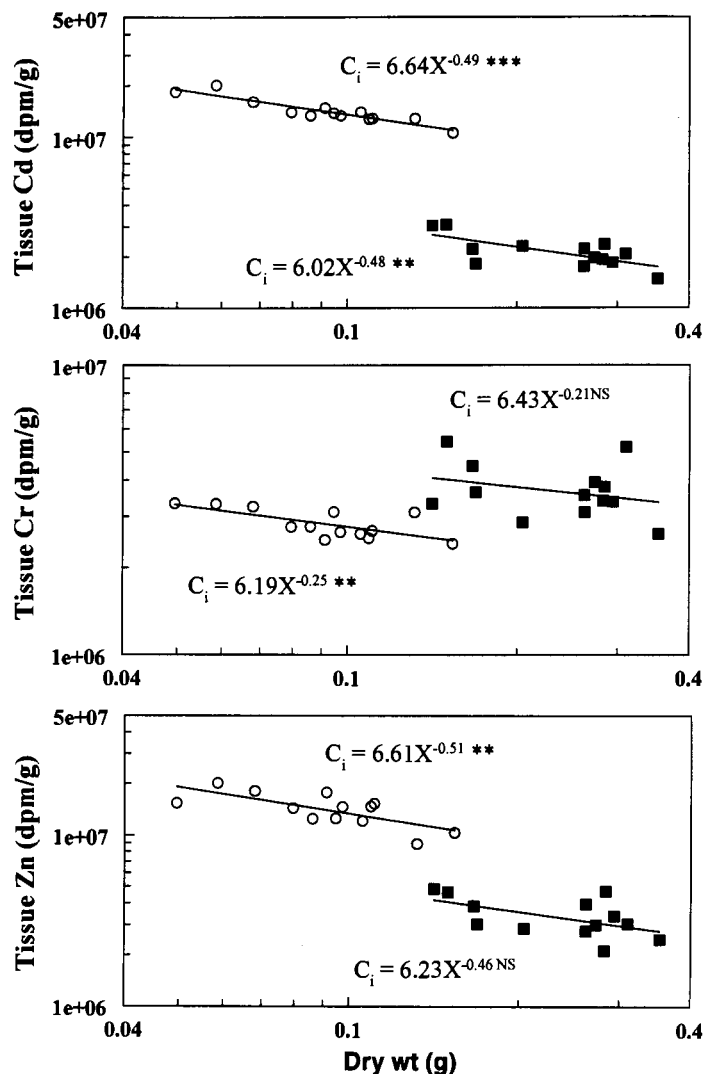 5e+07
C_i = 6.64X^-0.49 ***
Tissue Cd (dpm/g)
1e+07
C_i = 6.02X^-0.48 **
1e+06
0.04 0.1 0.4
1e+07
C_i = 6.43X^-0.21NS
Tissue Cr (dpm/g)
C_i = 6.19X^-0.25 **
1e+06
0.04 0.1 0.4
5e+07
C_i = 6.61X^-0.51 **
Tissue Zn (dpm/g)
1e+07
C_i = 6.23X^-0.46 NS
1e+06
0.04 0.1 0.4
Dry wt (g)